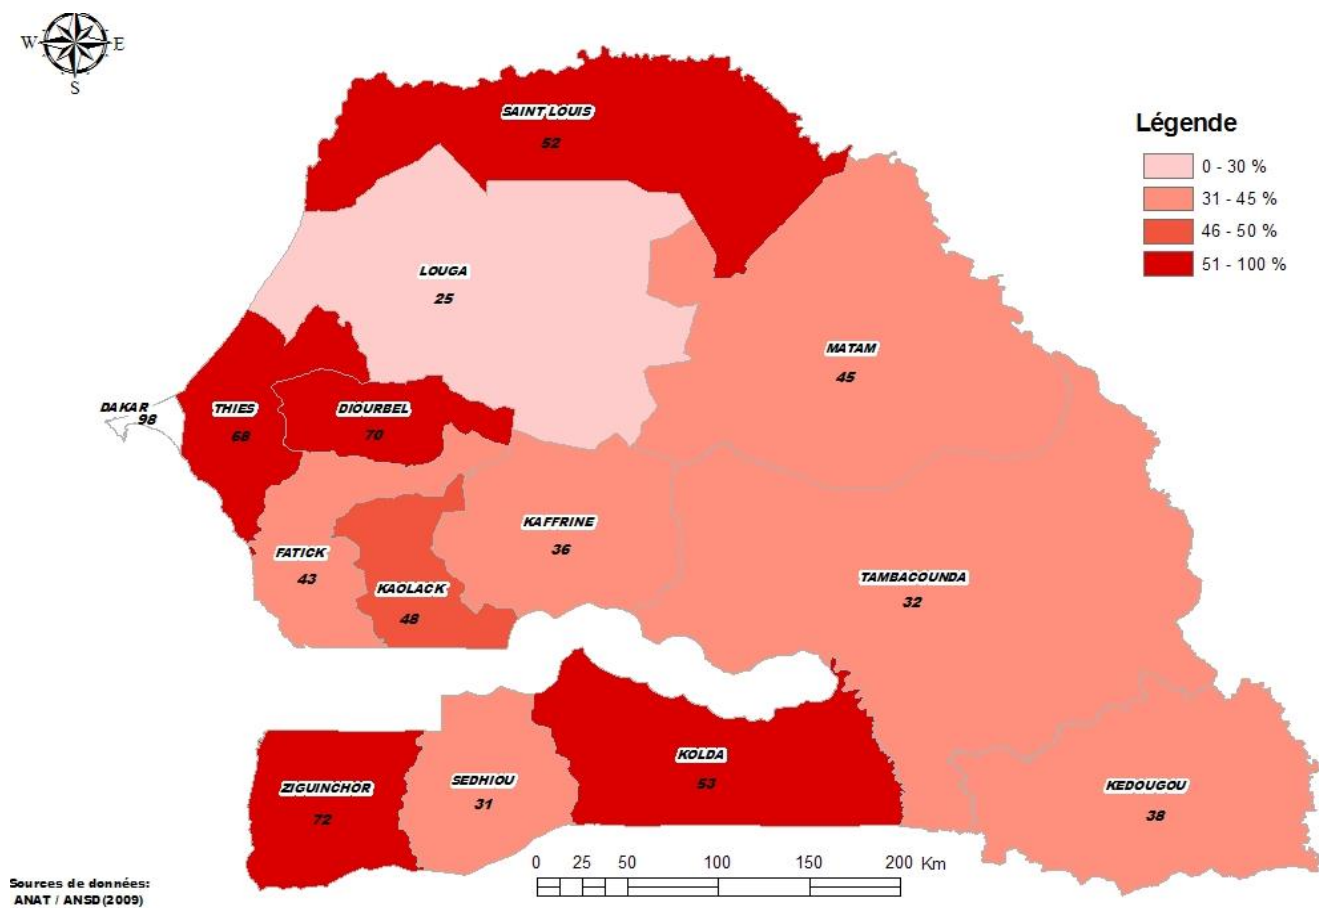 W E
S
SAINT LOUIS
52
Légende
0 - 30 %
31 - 45 %
46 - 50 %
51 - 100 %
LOUGA
25
MATAM
45
DAKAR
98
THIES
68
DIOURBEL
70
KAFFRINE
36
FATICK
43
KAOLACK
48
TAMBACOUNDA
32
KOLDA
53
ZIGUINCHOR
72
SEDHIOU
31
KEDOUGOU
38
0 25 50 100 150 200 Km
Sources de données:
ANAT / ANSD(2009)